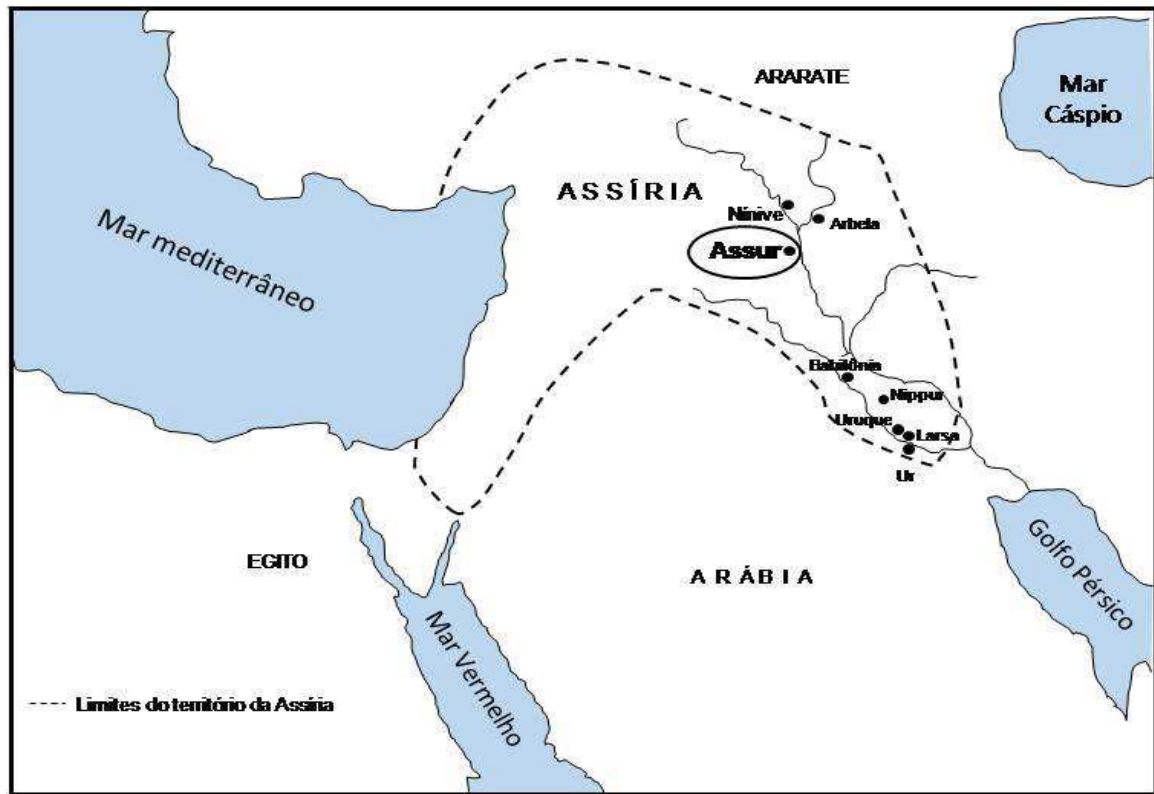 ARARATE
Mar
Cáspio
ASSÍRIA
Nínive
Arbela
Assur
Mar mediterrâneo
Babilônia
Nippur
Uruque
Larsa
Ur
EGITO
ARÁBIA
Golfo Pérsico
Mar Vermelho
Limites do território da Assíria